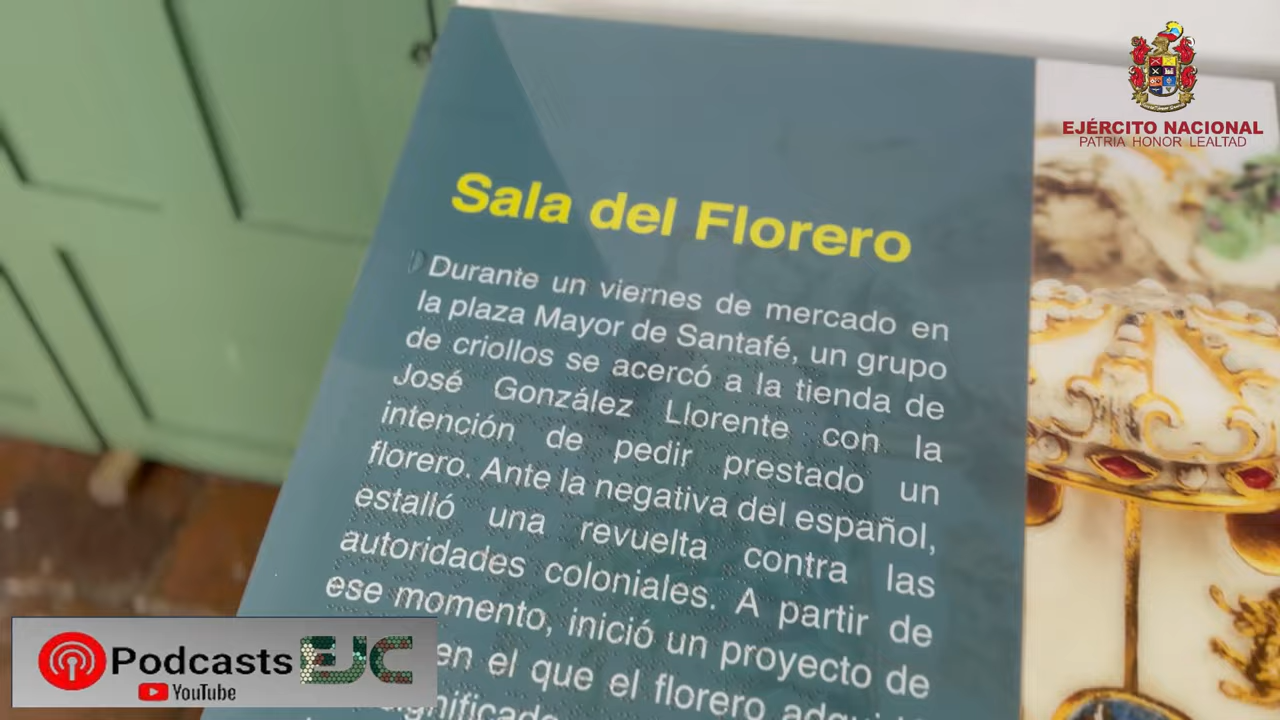 EJÉRCITO NACIONAL
PATRIA HONOR LEALTAD
Sala del Florero
Durante un viernes de mercado en
la plaza Mayor de Santafé, un grupo
de criollos se acercó a la tienda de
José González Llorente con la
intención de pedir prestado un
florero. Ante la negativa del español,
estalló una revuelta contra las
autoridades coloniales. A partir de
ese momento, inició un proyecto de
en el que el florero
Podcasts EJC
YouTube